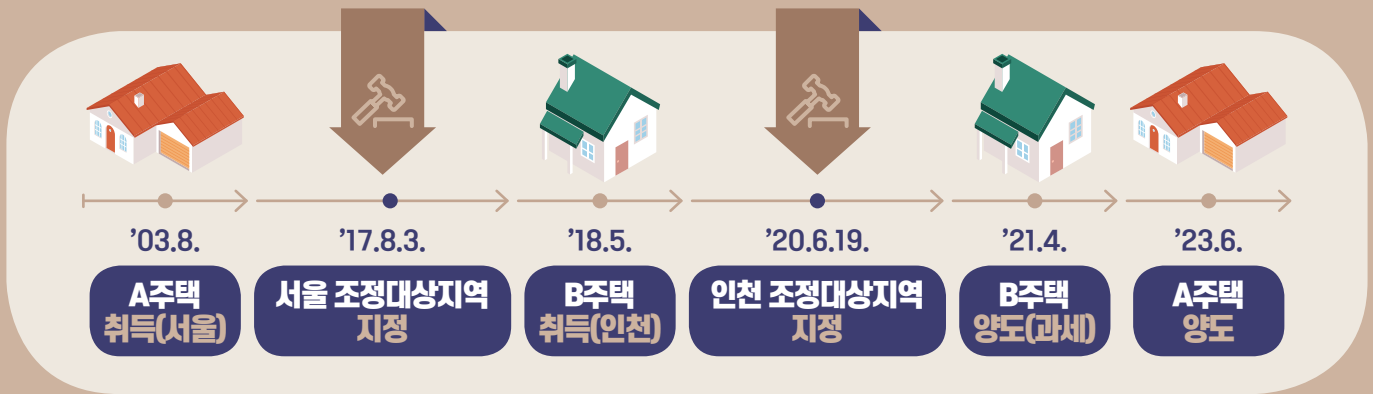 '03.8.
A주택
취득(서울)
'17.8.3.
서울 조정대상지역
지정
'18.5.
B주택
취득(인천)
'20.6.19.
인천 조정대상지역
지정
'21.4.
B주택
양도(과세)
'23.6.
A주택
양도